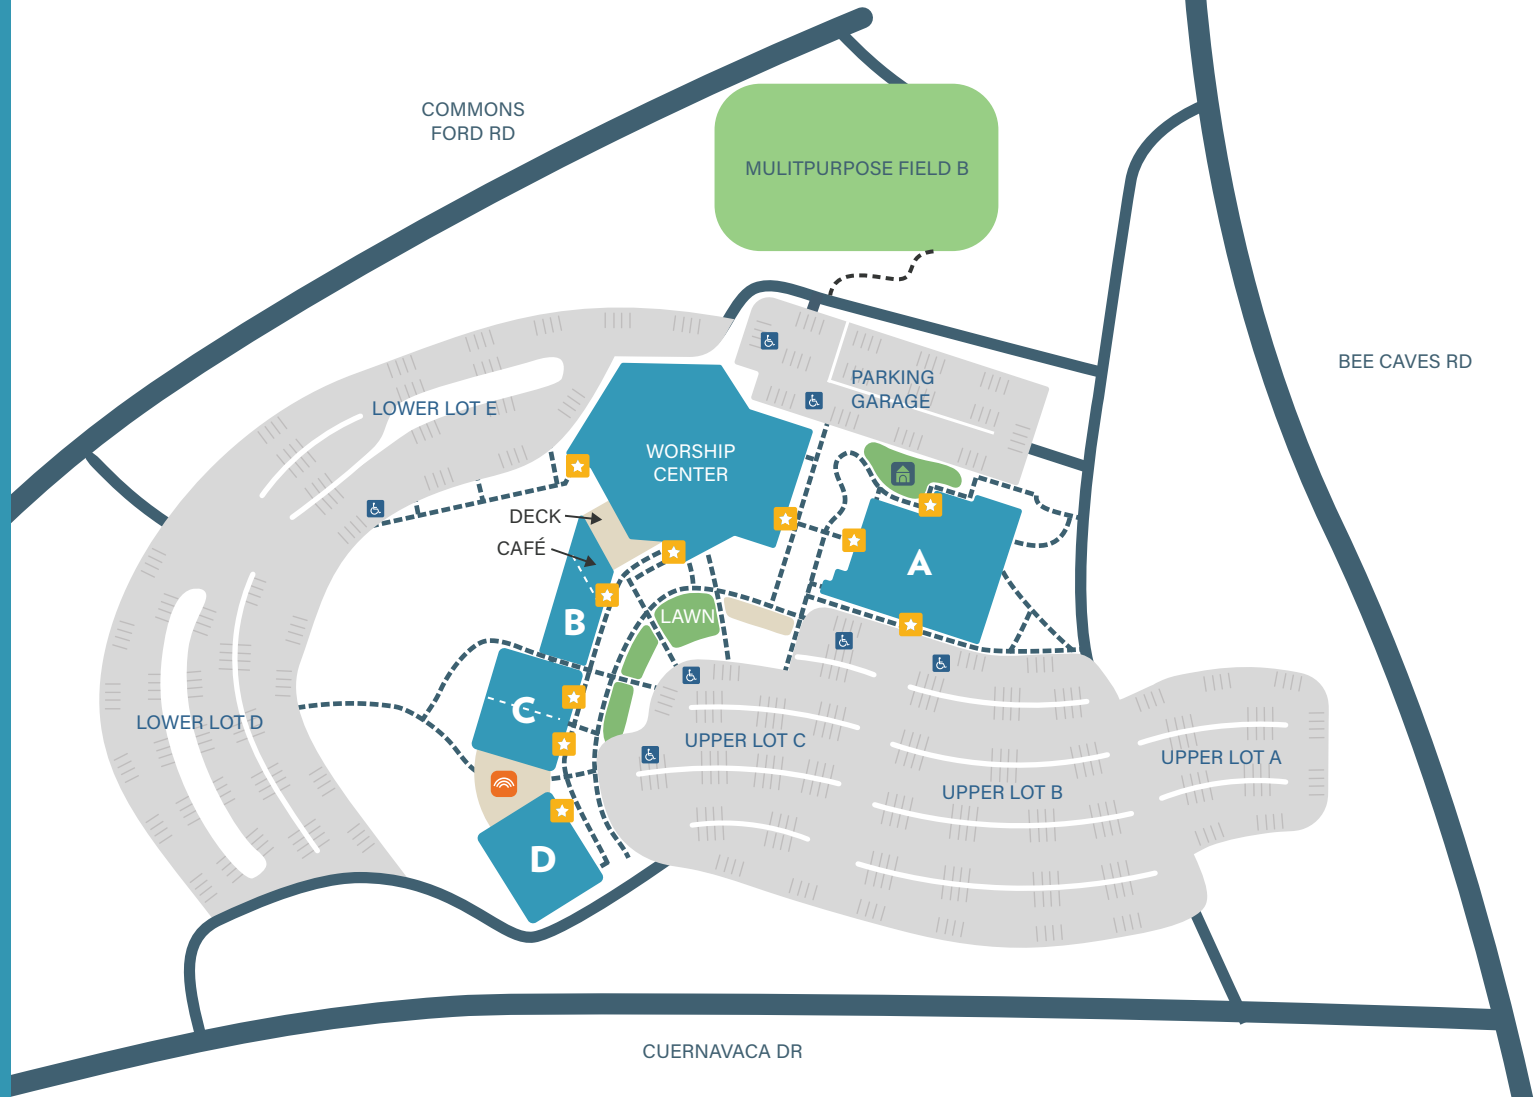 COMMONS
FORD RD
MULITPURPOSE FIELD B
BEE CAVES RD
PARKING
GARAGE
LOWER LOT E
WORSHIP
CENTER
DECK
CAFÉ
A
B
LAWN
C
LOWER LOT D
UPPER LOT C
UPPER LOT A
UPPER LOT B
D
CUERNAVACA DR